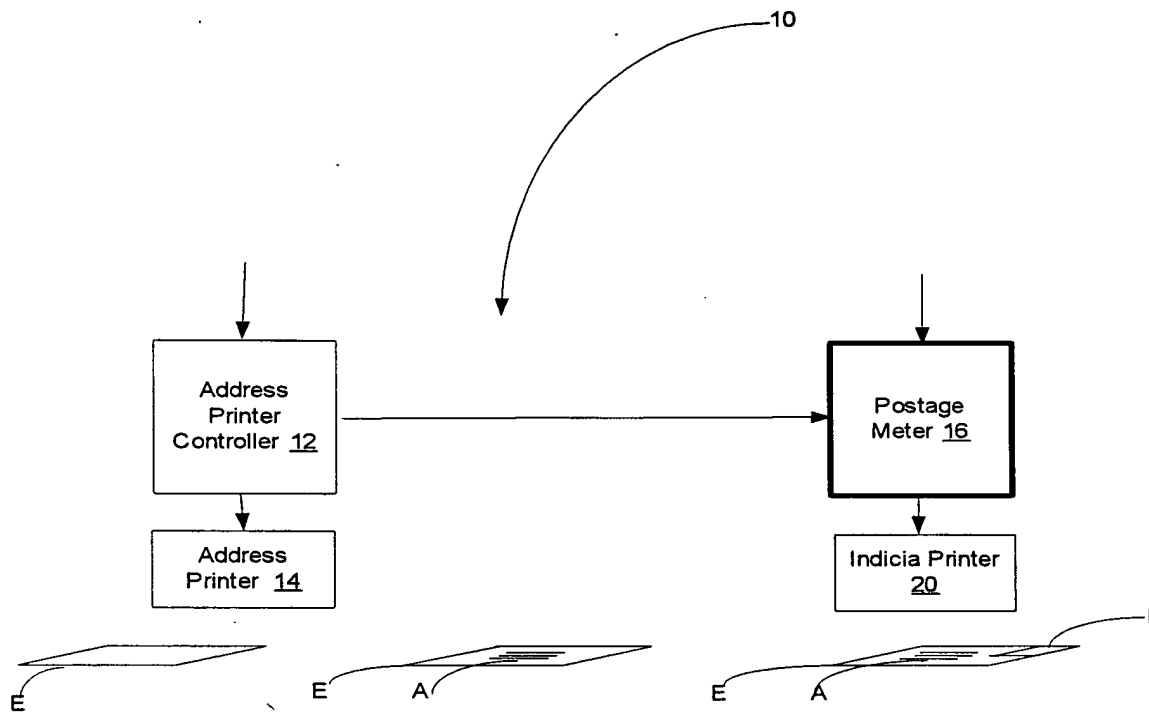 10
Address
Printer
Controller 12
Postage
Meter 16
Address
Printer 14
Indicia Printer
20
E
E
A
E
A